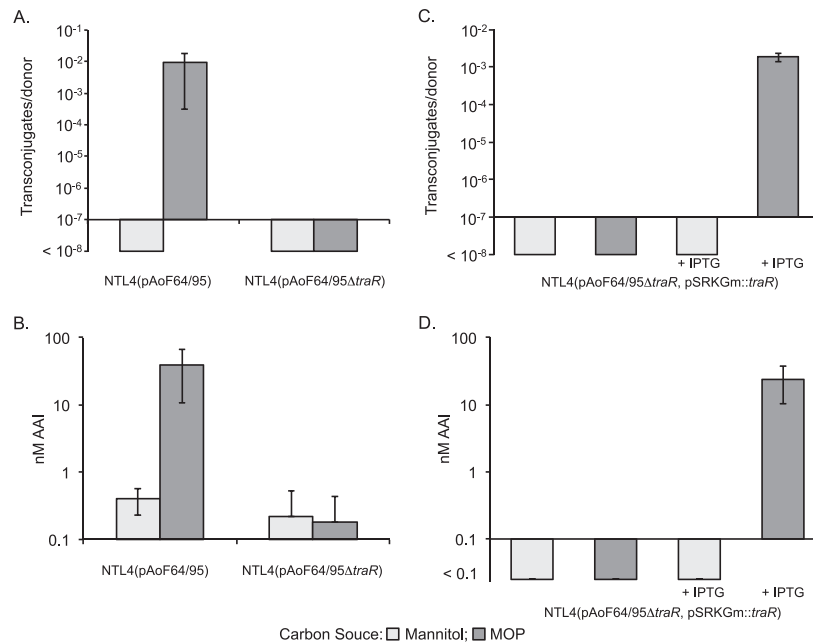 A.
10-1
10-2
10-3
10-4
10-5
10-6
10-7
< 10-8
Transconjugates/donor
NTL4(pAoF64/95)
NTL4(pAoF64/95ΔtraR)
C.
10-1
10-2
10-3
10-4
10-5
10-6
10-7
< 10-8
Transconjugates/donor
+ IPTG
+ IPTG
NTL4(pAoF64/95ΔtraR, pSRKGm::traR)
B.
100
10
1
0.1
nM AAI
NTL4(pAoF64/95)
NTL4(pAoF64/95ΔtraR)
D.
100
10
1
0.1
< 0.1
nM AAI
+ IPTG
+ IPTG
NTL4(pAoF64/95ΔtraR, pSRKGm::traR)
Carbon Souce: Mannitol; MOP